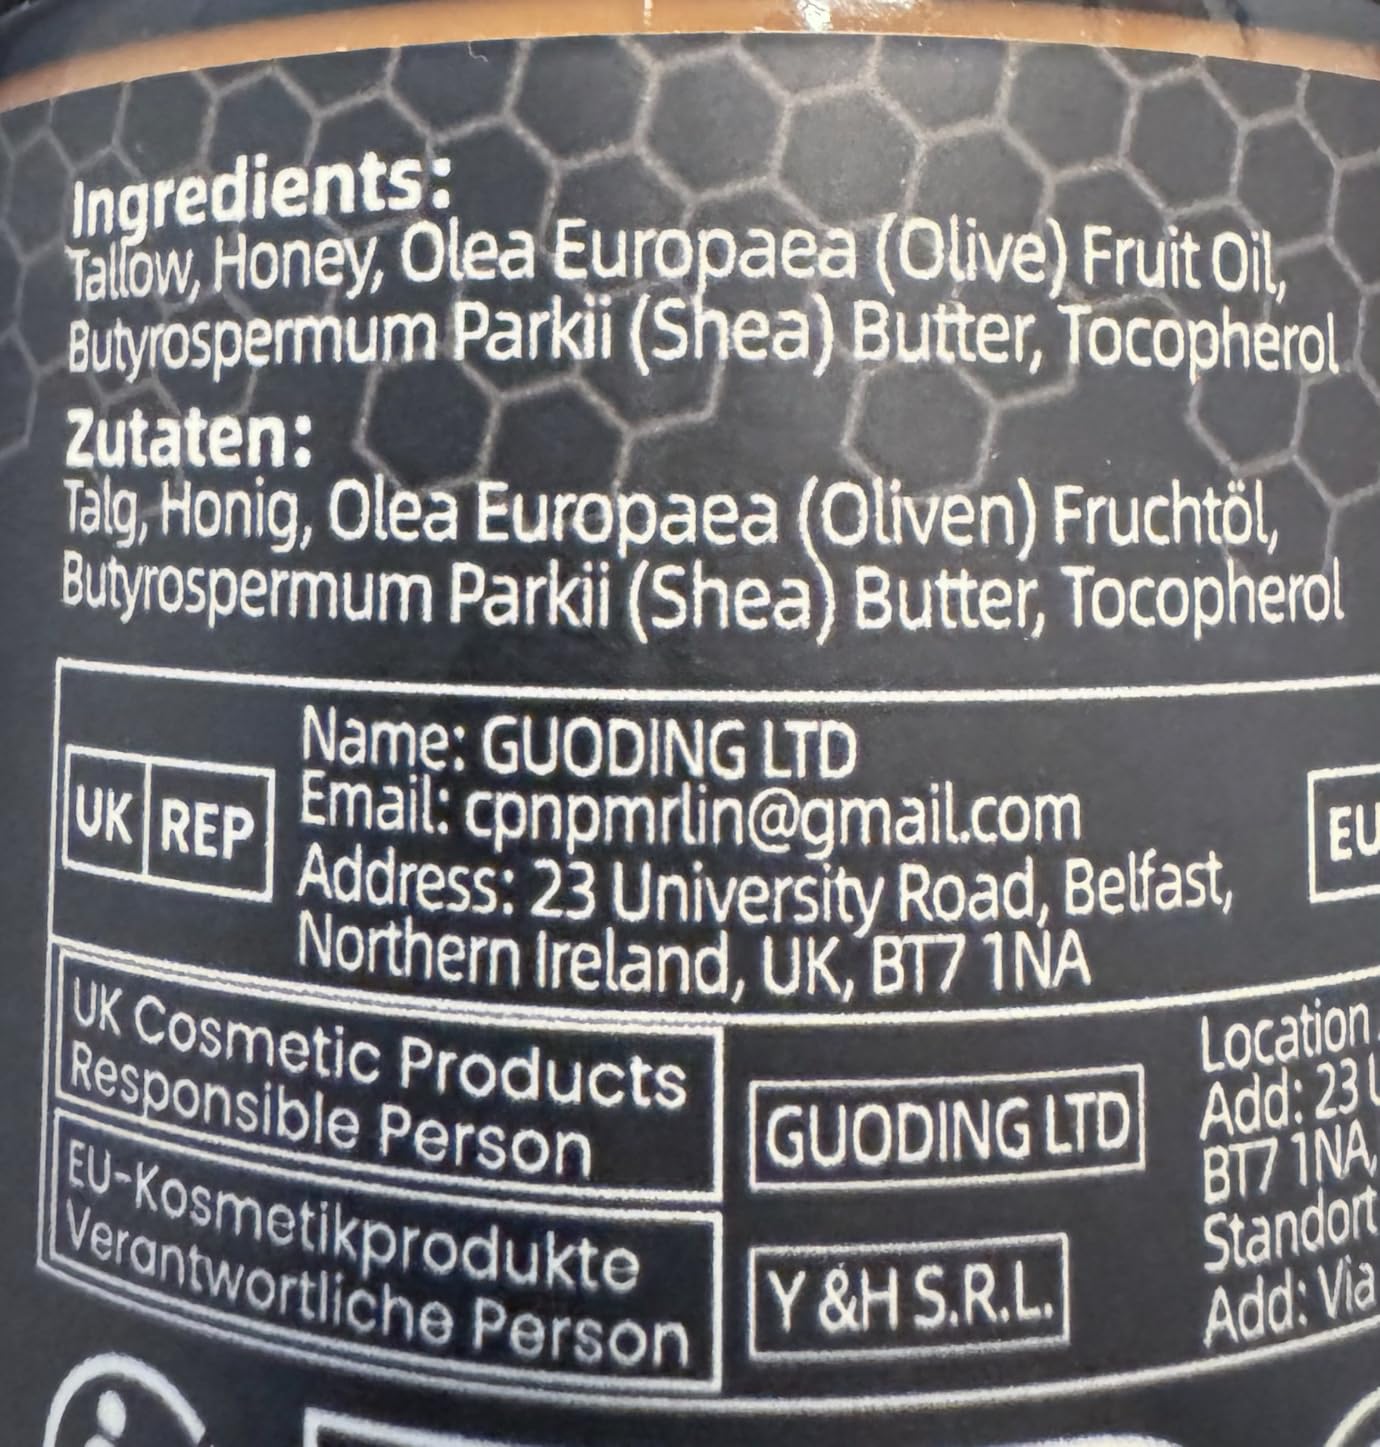 Ingredients:
Tallow, Honey, Olea Europaea (Olive) Fruit Oil,
Butyrospermum Parkii (Shea) Butter, Tocopherol
Zutaten:
Talg, Honig, Olea Europaea (Oliven) Fruchtöl,
Butyrospermum Parkii (Shea) Butter, Tocopherol
UK REP
Name: GUODING LTD
Email: cpnpmrlin@gmail.com
Address: 23 University Road, Belfast,
Northern Ireland, UK, BT7 1NA
EU
UK Cosmetic Products
Responsible Person
GUODING LTD
Location
Add: 23
BT7 1NA,
EU-Kosmetikprodukte
Verantwortliche Person
Y &H S.R.L.
Standort
Add: Via